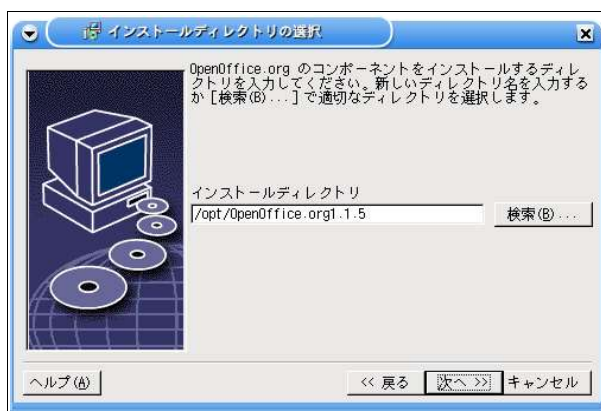 インストールディレクトリの選択
OpenOffice.org のコンポーネントをインストールするディレ
クトリを入力してください。新しいディレクトリ名を入力する
か [検索(B)...] で適切なディレクトリを選択します。
インストールディレクトリ
/opt/OpenOffice.org1.1.5
検索(B)...
ヘルプ(A)
<< 戻る
次へ >>
キャンセル